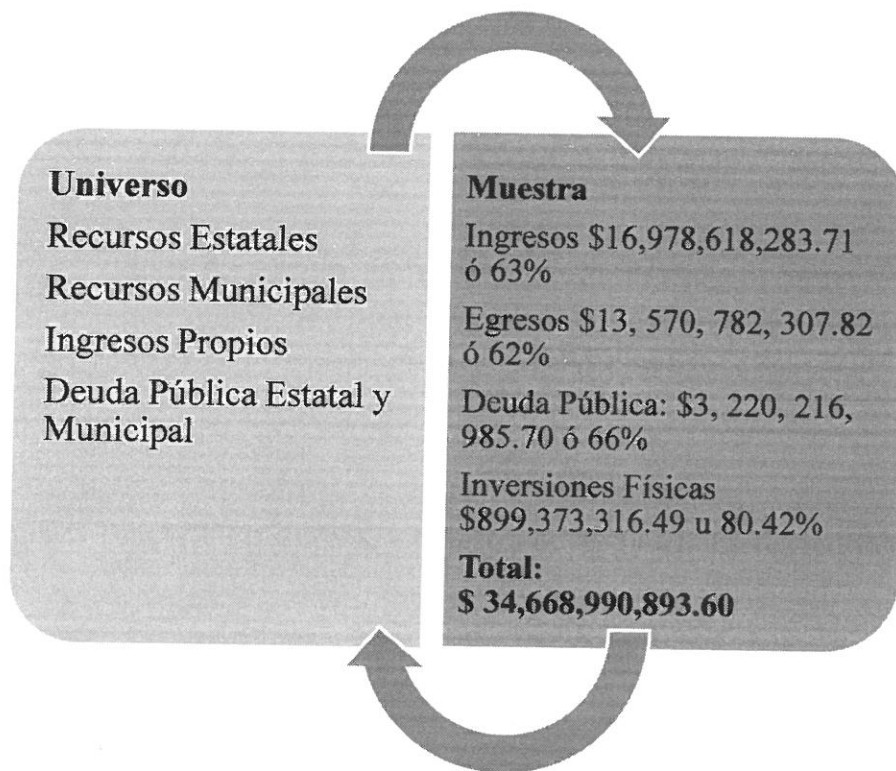 Universo
Recursos Estatales
Recursos Municipales
Ingresos Propios
Deuda Pública Estatal y
Municipal
Muestra
Ingresos $16,978,618,283.71
ó 63%
Egresos $13, 570, 782, 307.82
ó 62%
Deuda Pública: $3, 220, 216,
985.70 ó 66%
Inversiones Físicas
$899,373,316.49 u 80.42%
Total:
$ 34,668,990,893.60